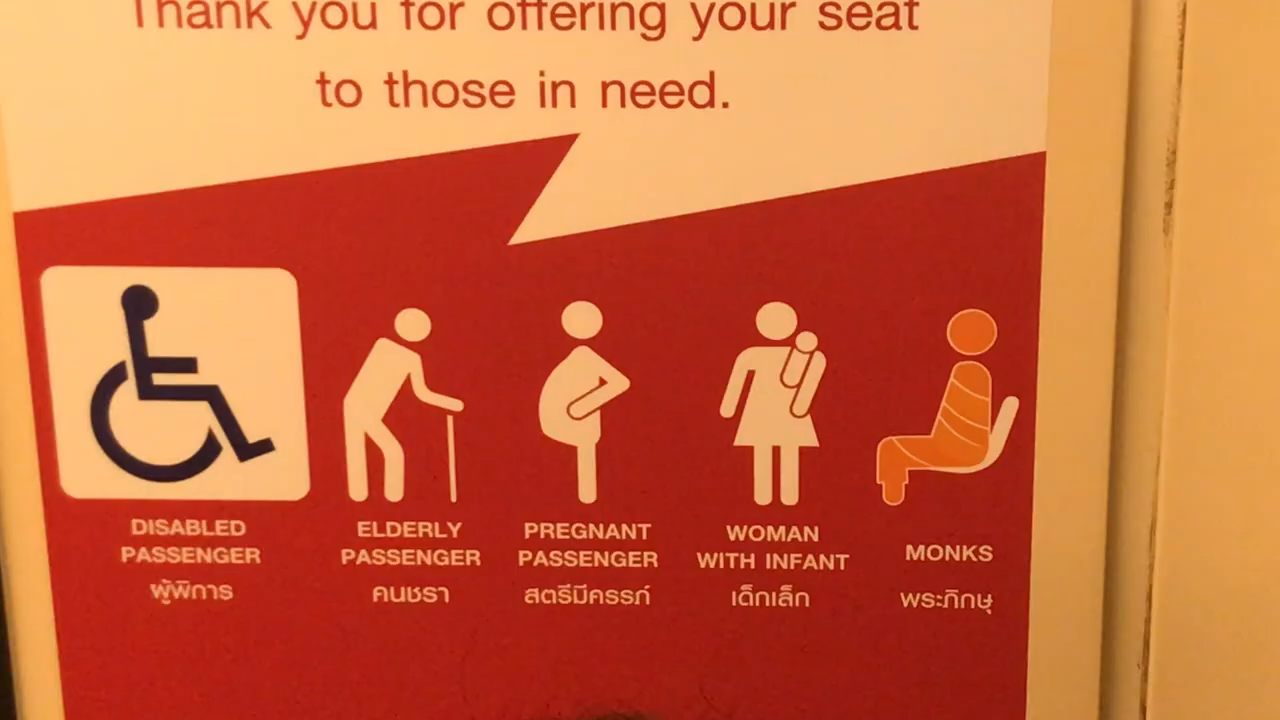 Thank you for offering your seat
to those in need.
DISABLED
PASSENGER
ผู้พิการ
ELDERLY
PASSENGER
คนชรา
PREGNANT
PASSENGER
สตรีมีครรภ์
WOMAN
WITH INFANT
เด็กเล็ก
MONKS
พระภิกษุ